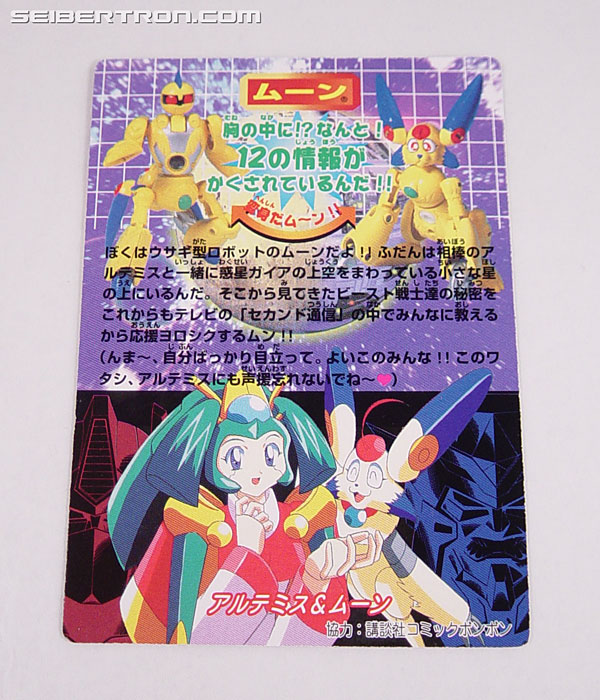 SEIBERTRON.COM
ムーン®
胸の中に!?なんと!
12の情報が
かくされているんだ!!
変身だム〜ン!!
ぼくはウサギ型ロボットのムーンだよ!!ふだんは相棒のア
ルテミスと一緒に惑星ガイアの上空をまわっている小さな星
の上にいるんだ。そこから見てきたビースト戦士達の秘密を
これからもテレビの「セカンド通信」の中でみんなに教える
から応援ヨロシクするムン!!
(んま〜、自分ばっかり目立って。よいこのみんな!!このワ
タシ、アルテミスにも声援忘れないでね〜♥)
アルテミス&ムーン
協力:講談社コミックボンボン